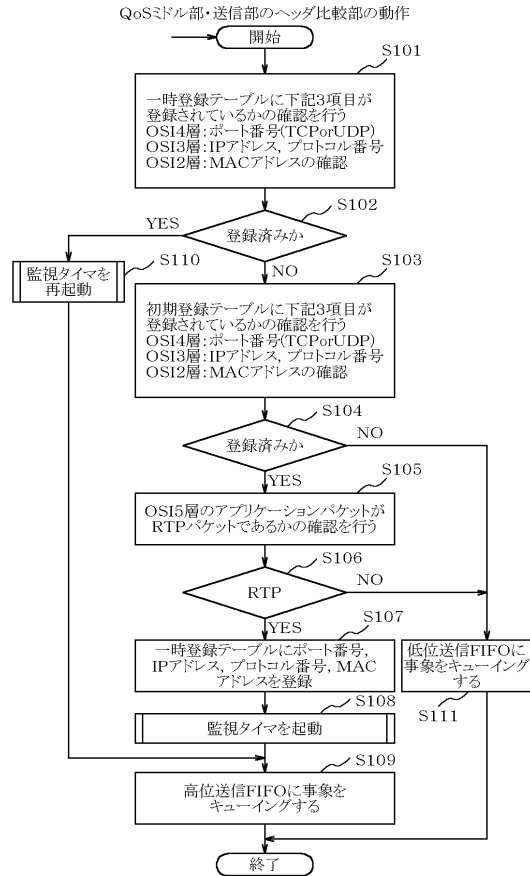 QoSミドル部・送信部のヘッダ比較部の動作
開始
S101
一時登録テーブルに下記3項目が
登録されているかの確認を行う
OSI4層:ポート番号(TCPorUDP)
OSI3層:IPアドレス, プロトコル番号
OSI2層:MACアドレスの確認
S102
YES
登録済みか
S110
監視タイマを
再起動
NO
S103
初期登録テーブルに下記3項目が
登録されているかの確認を行う
OSI4層:ポート番号(TCPorUDP)
OSI3層:IPアドレス, プロトコル番号
OSI2層:MACアドレスの確認
S104
登録済みか
NO
YES
S105
OSI5層のアプリケーションパケットが
RTPパケットであるかの確認を行う
S106
RTP
NO
YES
S107
一時登録テーブルにポート番号,
IPアドレス, プロトコル番号, MAC
アドレスを登録
低位送信FIFOに
事象をキューイング
する
S111
S108
監視タイマを起動
S109
高位送信FIFOに事象を
キューイングする
終了